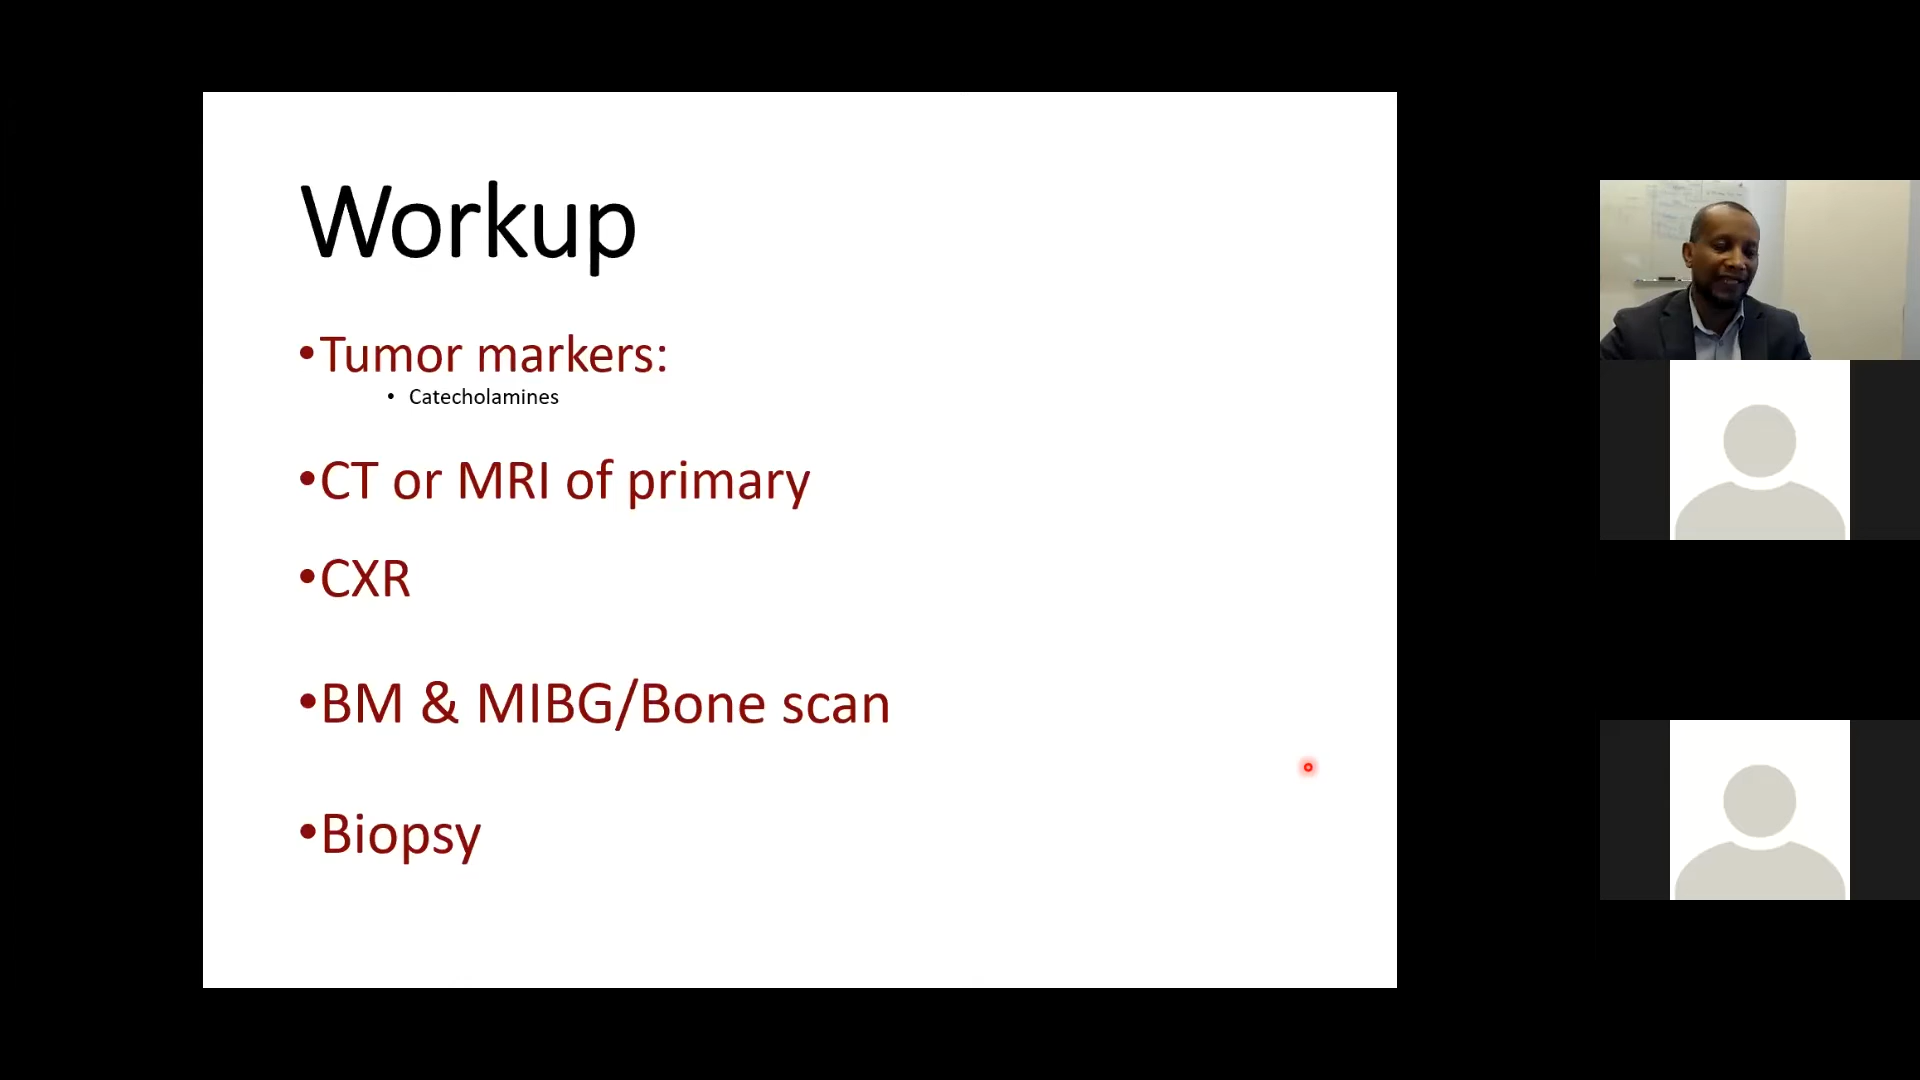 Workup
•Tumor markers:
• Catecholamines
•CT or MRI of primary
•CXR
•BM & MIBG/Bone scan
•Biopsy